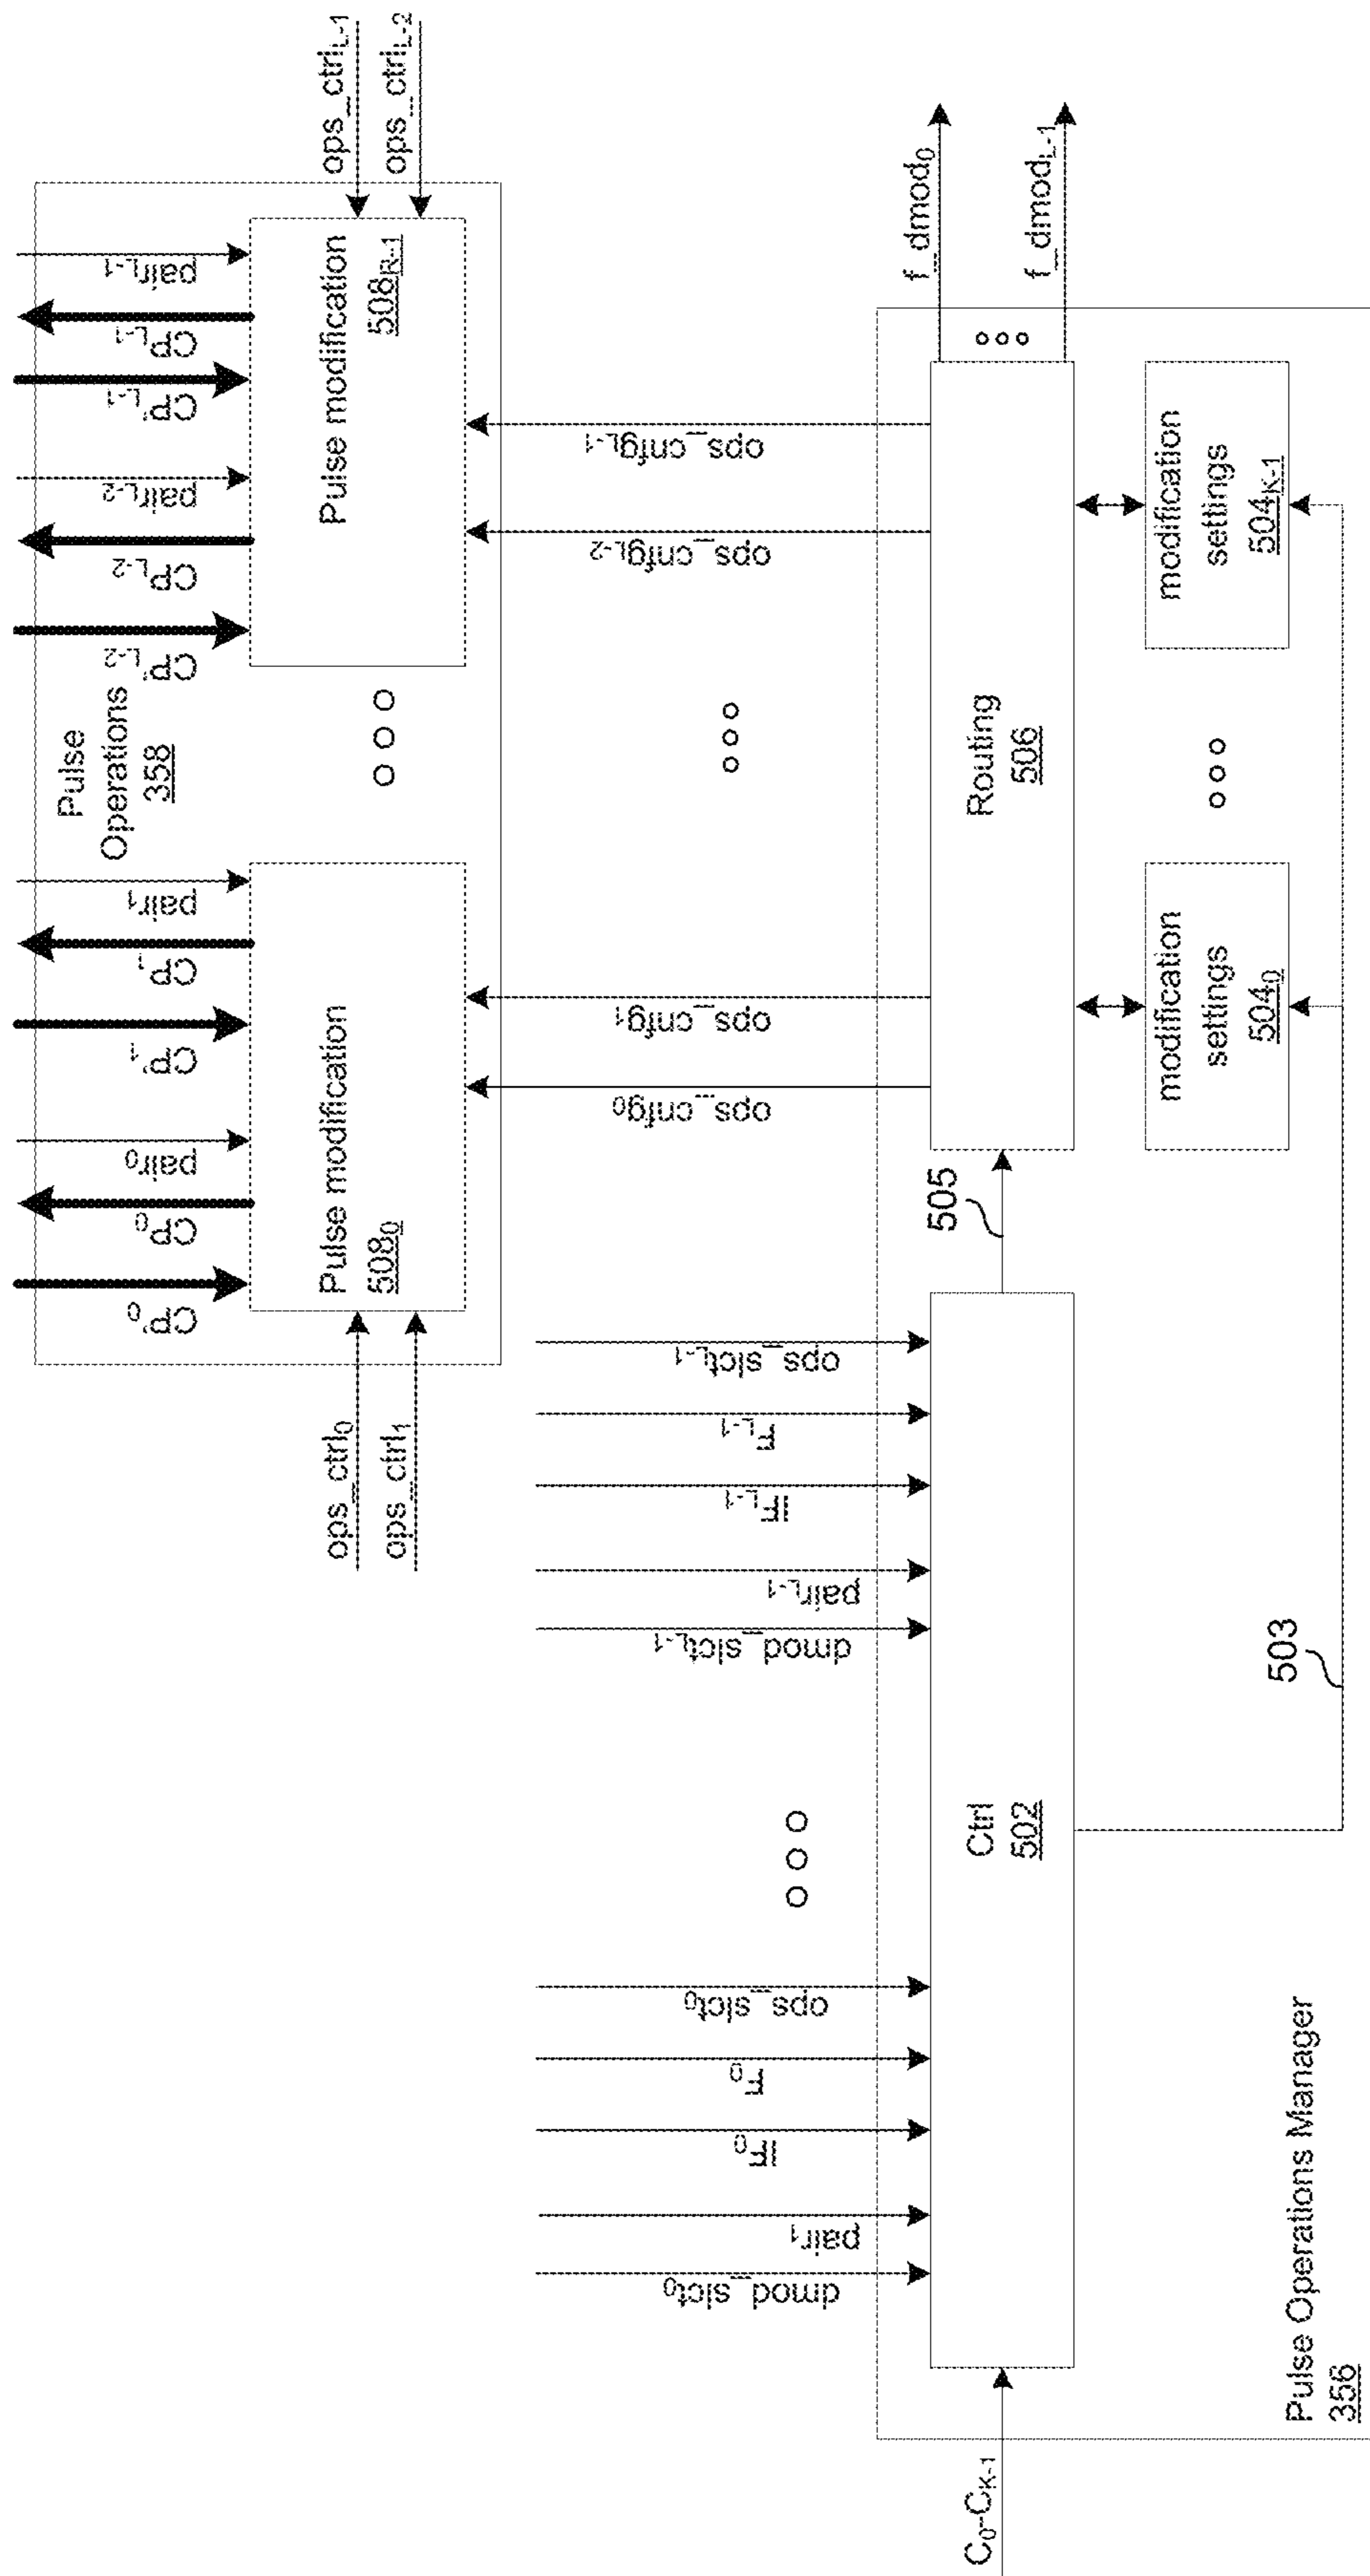 Pulse
Operations
358
CP'0
CP0
pair0
CP'1
CP1
pair1
CP'L-2
CPL-2
pairL-2
CP'L-1
CPL-1
pairL-1
Pulse modification
5080
Pulse modification
508R-1
ops_ctrl0
ops_ctrl1
ops_ctrlL-1
ops_ctrlL-2
ops_cnfg0
ops_cnfg1
ops_cnfgL-2
ops_cnfgL-1
dmod_slct0
pair1
IF0
F0
ops_slct0
dmod_slctL-1
pairL-1
IFL-1
FL-1
ops_slctL-1
C0-CK-1
Ctrl
502
505
Routing
506
f_dmod0
f_dmodL-1
modification
settings
5040
modification
settings
504K-1
503
Pulse Operations Manager
356